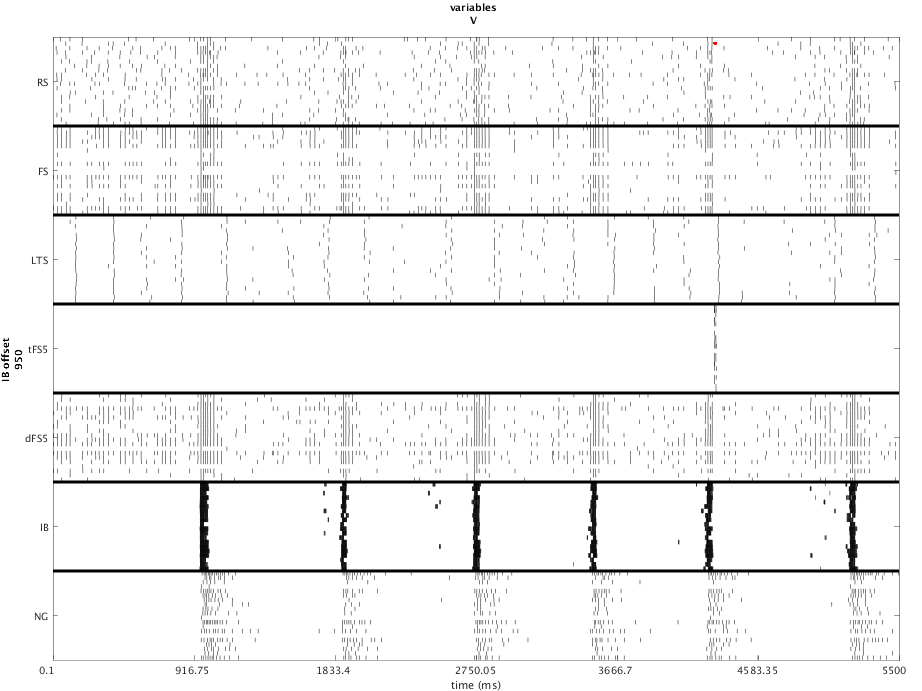 variables
V
RS
FS
LTS
IB offset
950
tFS5
dFS5
IB
NG
0.1 916.75 1833.4 2750.05 3666.7 4583.35 5500
time (ms)